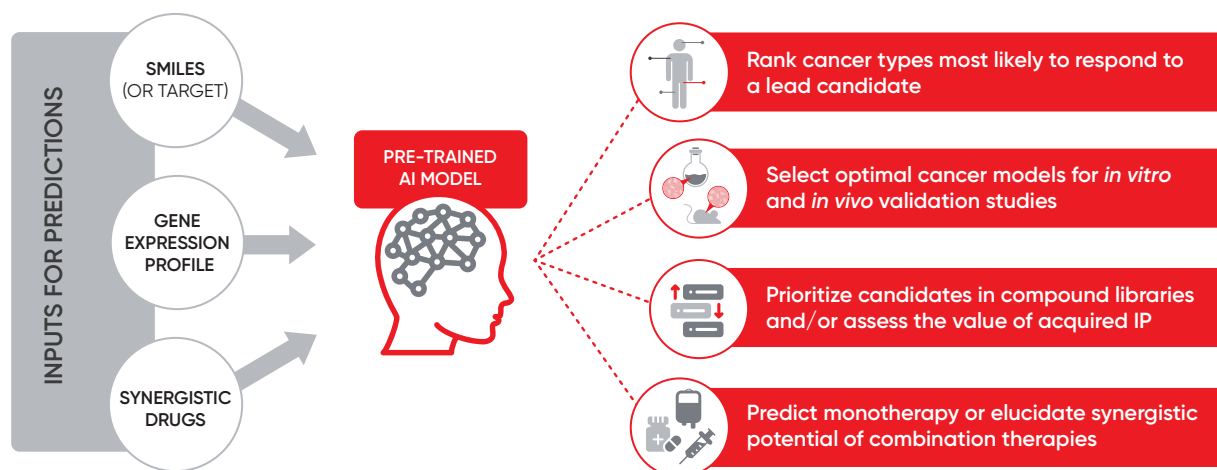 INPUTS FOR PREDICTIONS
SMILES
(OR TARGET)
GENE
EXPRESSION
PROFILE
SYNERGISTIC
DRUGS
PRE-TRAINED
AI MODEL
Rank cancer types most likely to respond to
a lead candidate
Select optimal cancer models for in vitro
and in vivo validation studies
Prioritize candidates in compound libraries
and/or assess the value of acquired IP
Predict monotherapy or elucidate synergistic
potential of combination therapies